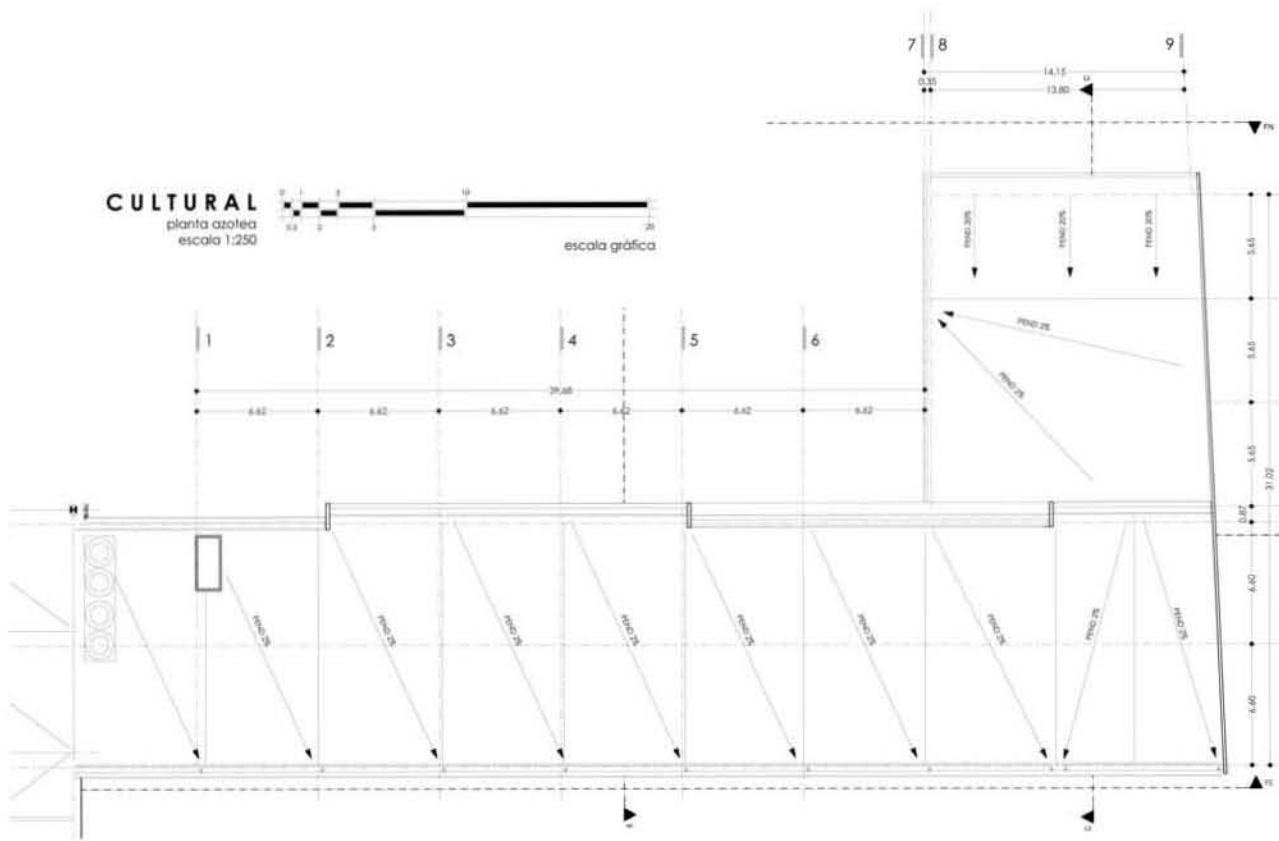 7 8 9
14.15
0.35 13.80
G
FN
CULTURAL
planta azotea
escala 1:250
0 1 3 10
0.5 2 5 20
escala gráfica
PEND 20%
PEND 20%
PEND 20%
5.65
1 2 3 4 5 6
PEND 2%
5.65
39.68
PEND 2%
6.62 6.62 6.62 6.62 6.62 6.62
5.65
31.02
H
0.87
6.60
PEND 2%
PEND 2%
PEND 2%
PEND 2%
PEND 2%
PEND 2%
PEND 2%
PEND 2%
PEND 2%
6.60
FS
F
G